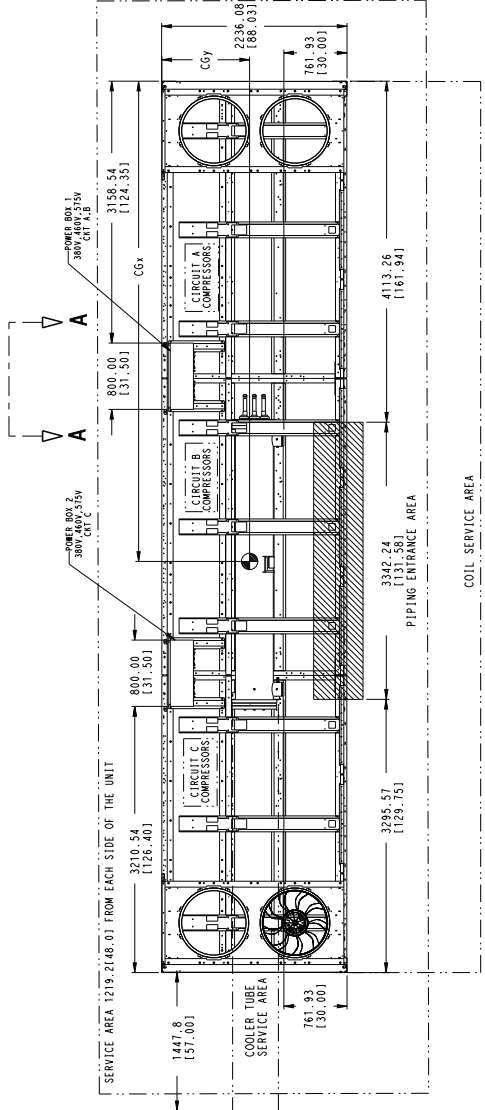 2236.08
[88.03]
CGy
761.93
[30.00]
3158.54
[124.35]
POWER BOX 1
380V,460V,575V
CKT A,B
CGx
CIRCUIT A
COMPRESSORS
4113.26
[161.94]
A
A
800.00
[31.50]
CIRCUIT B
COMPRESSORS
POWER BOX 2
380V,460V,575V
CKT C
3342.24
[131.58]
PIPING ENTRANCE AREA
COIL SERVICE AREA
800.00
[31.50]
CIRCUIT C
COMPRESSORS
3210.54
[126.40]
3295.57
[129.75]
SERVICE AREA 1219.2[48.0] FROM EACH SIDE OF THE UNIT
1447.8
[57.00]
COOLER TUBE
SERVICE AREA
761.93
[30.00]